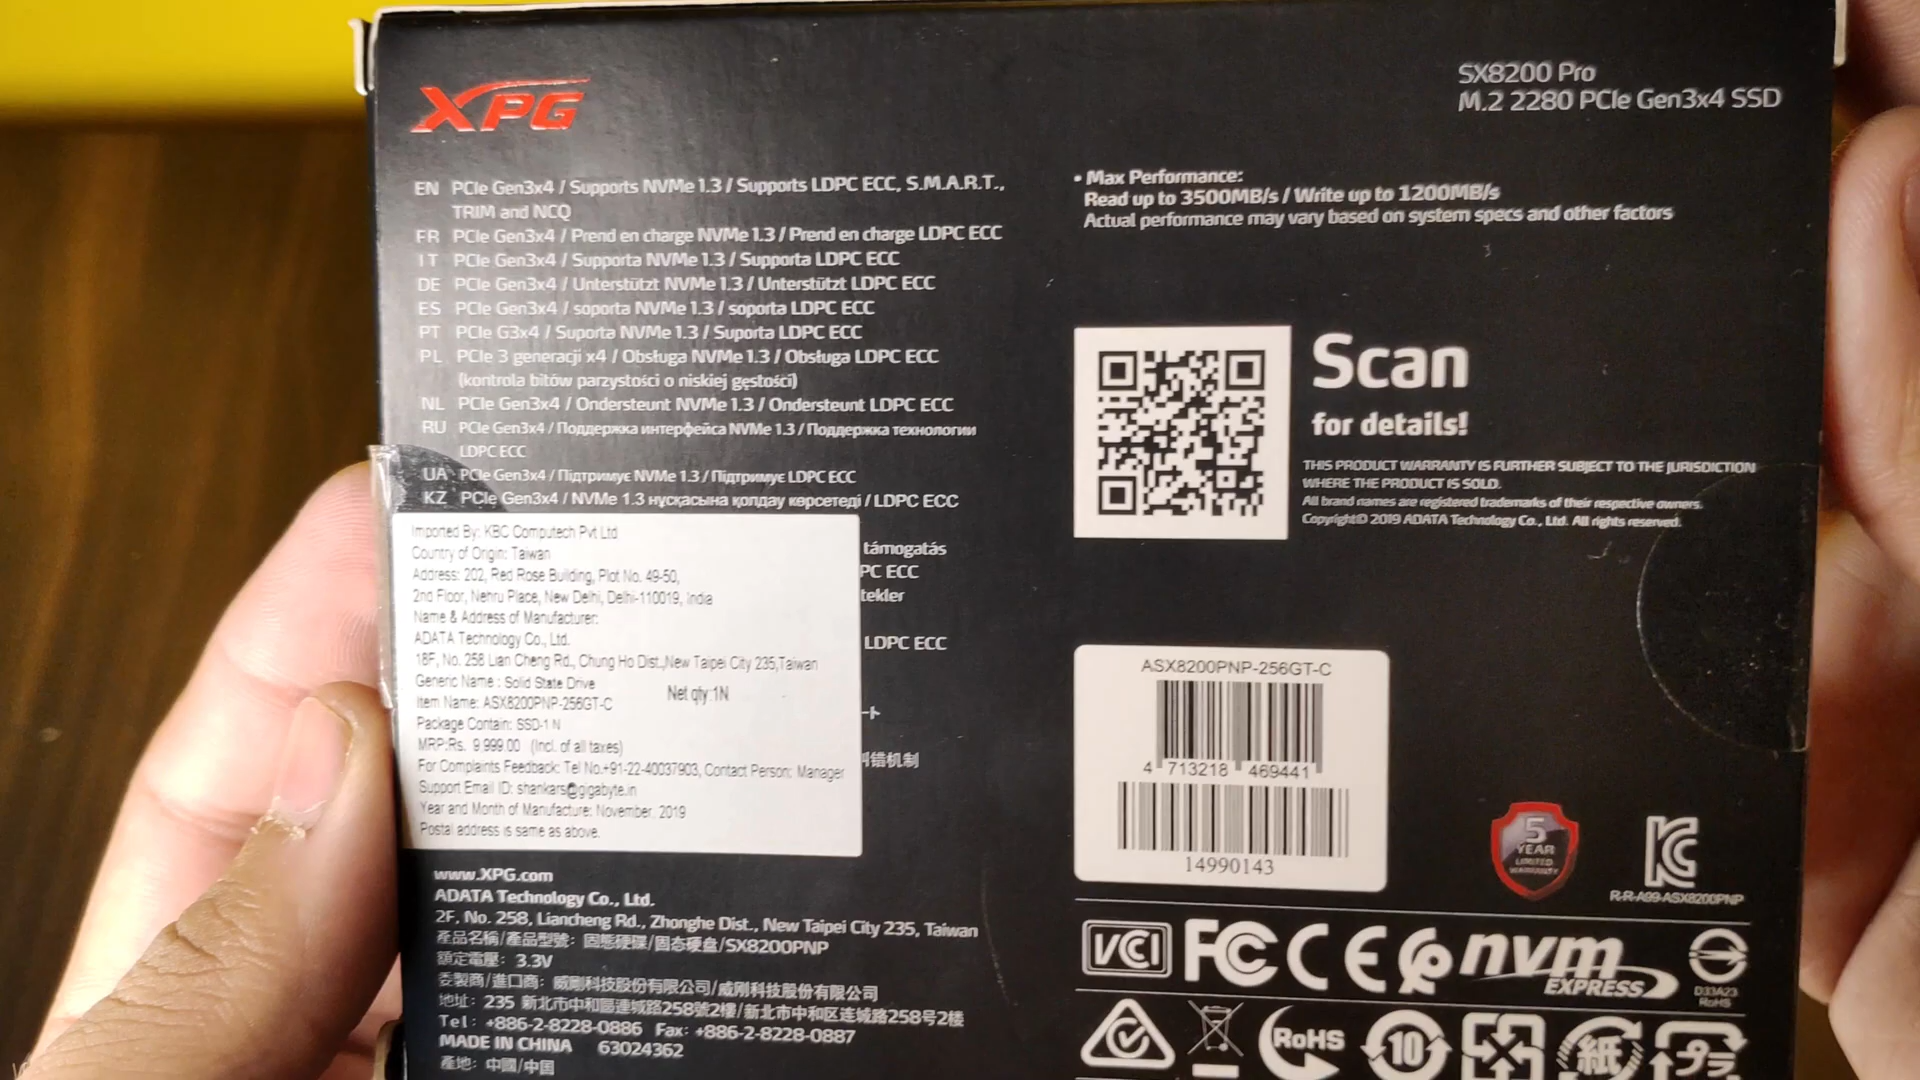 XPG
SX8200 Pro
M.2 2280 PCIe Gen3x4 SSD
EN PCIe Gen3x4 / Supports NVMe 1.3 / Supports LDPC ECC, S.M.A.R.T.,
TRIM and NCQ
FR PCIe Gen3x4 / Prend en charge NVMe 1.3 / Prend en charge LDPC ECC
IT PCIe Gen3x4 / Supporta NVMe 1.3 / Supporta LDPC ECC
DE PCIe Gen3x4 / Unterstützt NVMe 1.3 / Unterstützt LDPC ECC
ES PCIe Gen3x4 / soporta NVMe 1.3 / soporta LDPC ECC
PT PCIe G3x4 / Suporta NVMe 1.3 / Suporta LDPC ECC
PL PCIe 3 generacji x4 / Obsługa NVMe 1.3 / Obsługa LDPC ECC
(kontrola bitów parzystości o niskiej gęstości)
NL PCIe Gen3x4 / Ondersteunt NVMe 1.3 / Ondersteunt LDPC ECC
RU PCIe Gen3x4 / Поддержка интерфейса NVMe 1.3 / Поддержка технологии
LDPC ECC
UA PCIe Gen3x4 / Підтримує NVMe 1.3 / Підтримує LDPC ECC
KZ PCIe Gen3x4 / NVMe 1.3 нұсқасына қолдау көрсетеді / LDPC ECC
támogatás
PC ECC
tekler
LDPC ECC
ート
纠错机制
Imported By: KBC Computech Pvt Ltd
Country of Origin: Taiwan
Address: 202, Red Rose Building, Plot No. 49-50,
2nd Floor, Nehru Place, New Delhi, Delhi-110019, India
Name & Address of Manufacturer:
ADATA Technology Co., Ltd.
18F, No. 258 Lian Cheng Rd., Chung Ho Dist.,New Taipei City 235,Taiwan
Generic Name : Solid State Drive
Net qty:1N
Item Name: ASX8200PNP-256GT-C
Package Contain: SSD-1 N
MRP:Rs. 9 999.00 (Incl. of all taxes)
For Complaints Feedback: Tel No.+91-22-40037903, Contact Person: Manager
Support Email ID: shankars@gigabyte.in
Year and Month of Manufacture: November, 2019
Postal address is same as above.
www.XPG.com
ADATA Technology Co., Ltd.
2F, No. 258, Liancheng Rd., Zhonghe Dist., New Taipei City 235, Taiwan
產品名稱/產品型號: 固態硬碟/固态硬盘/SX8200PNP
額定電壓: 3.3V
委製商/進口商: 威剛科技股份有限公司/威刚科技股份有限公司
地址: 235 新北市中和區連城路258號2樓/新北市中和区连城路258号2楼
Tel: +886-2-8228-0886 Fax: +886-2-8228-0887
MADE IN CHINA 63024362
產地: 中國/中国
• Max Performance:
Read up to 3500MB/s / Write up to 1200MB/s
Actual performance may vary based on system specs and other factors
Scan
for details!
THIS PRODUCT WARRANTY IS FURTHER SUBJECT TO THE JURISDICTION
WHERE THE PRODUCT IS SOLD.
All brand names are registered trademarks of their respective owners.
Copyright© 2019 ADATA Technology Co., Ltd. All rights reserved.
ASX8200PNP-256GT-C
4 713218 469441
14990143
5
YEAR
LIMITED
WARRANTY
R-R-A99-ASX8200PNP
VCI FC CE nvm
EXPRESS
D33A23
RoHS
RoHS 10 紙 プラ